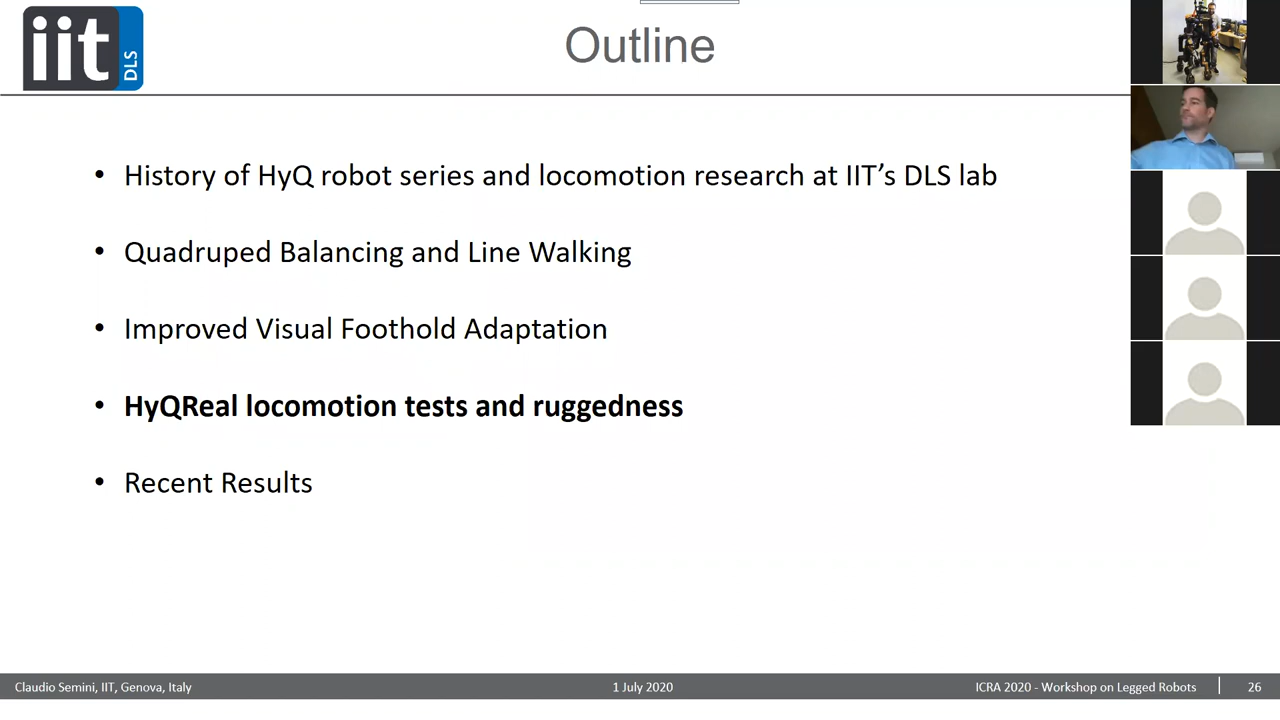 iit
DLS
Outline
• History of HyQ robot series and locomotion research at IIT’s DLS lab
• Quadruped Balancing and Line Walking
• Improved Visual Foothold Adaptation
• HyQReal locomotion tests and ruggedness
• Recent Results
Claudio Semini, IIT, Genova, Italy
1 July 2020
ICRA 2020 - Workshop on Legged Robots
26